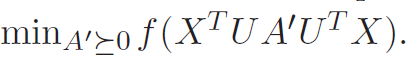 min_{A'⪰0} f(X^T U A' U^T X).